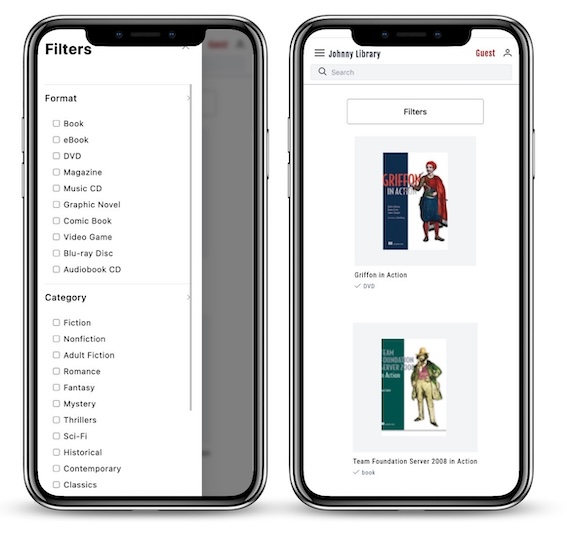 Filters
Format
Book
eBook
DVD
Magazine
Music CD
Graphic Novel
Comic Book
Video Game
Blu-ray Disc
Audiobook CD
Category
Fiction
Nonfiction
Adult Fiction
Romance
Fantasy
Mystery
Thrillers
Sci-Fi
Historical
Contemporary
Classics
Johnny Library
Guest
Search
Filters
GRIFFON
IN ACTION
Griffon in Action
DVD
TEAM
FOUNDATION
SERVER 2008
in Action
Team Foundation Server 2008 in Action
book